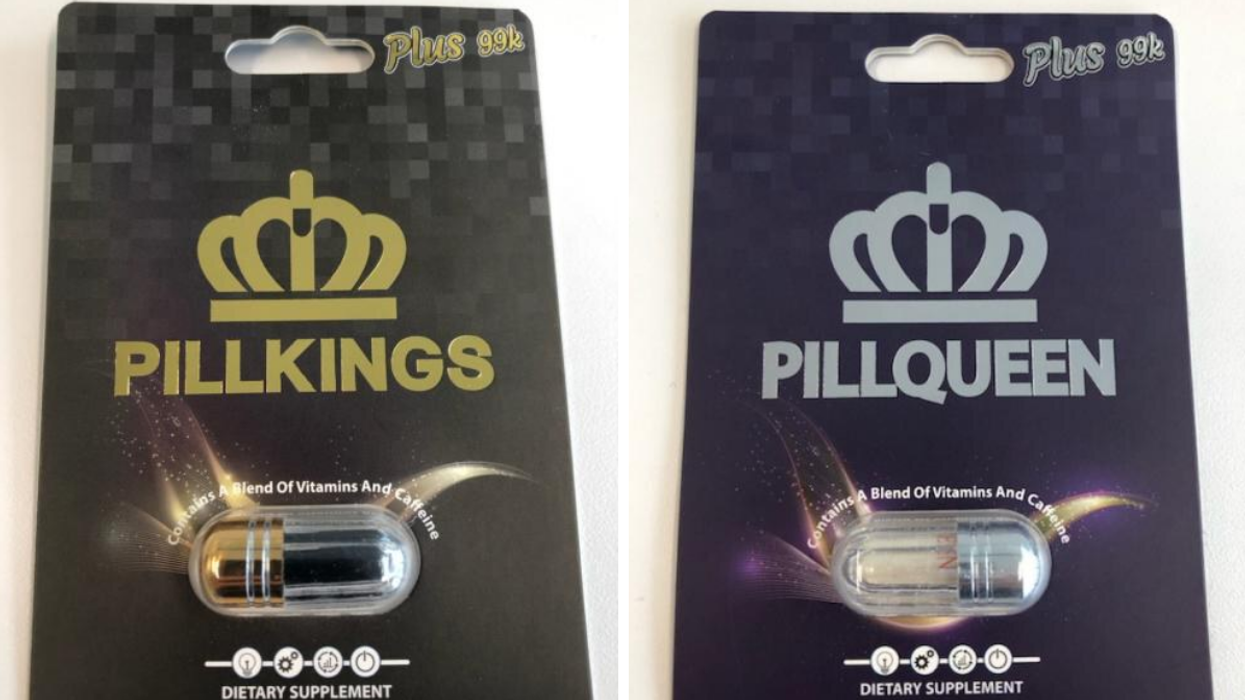 Plus 99k
PILLKINGS
Contains A Blend Of Vitamins And Caffeine
DIETARY SUPPLEMENT
Plus 99k
PILLQUEEN
Contains A Blend Of Vitamins And Caffeine
EN
DIETARY SUPPLEMENT